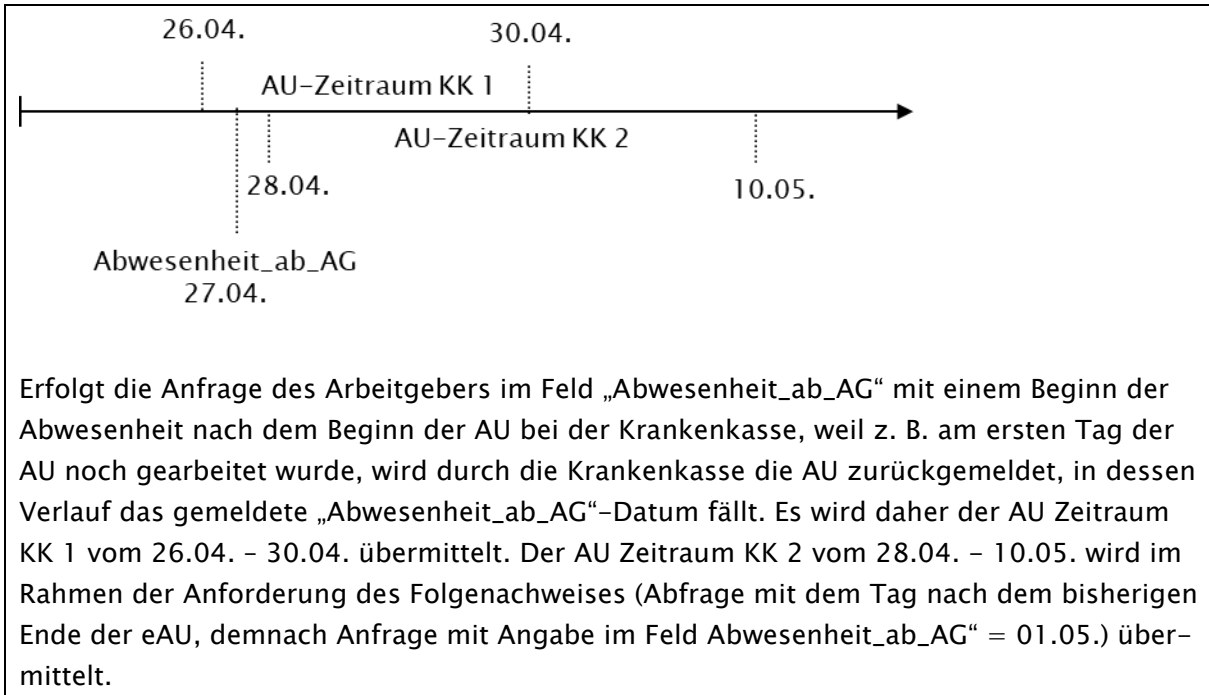 26.04. 30.04.
AU-Zeitraum KK 1
AU-Zeitraum KK 2
28.04. 10.05.
Abwesenheit_ab_AG
27.04.
Erfolgt die Anfrage des Arbeitgebers im Feld „Abwesenheit_ab_AG“ mit einem Beginn der
Abwesenheit nach dem Beginn der AU bei der Krankenkasse, weil z. B. am ersten Tag der
AU noch gearbeitet wurde, wird durch die Krankenkasse die AU zurückgemeldet, in dessen
Verlauf das gemeldete „Abwesenheit_ab_AG“-Datum fällt. Es wird daher der AU Zeitraum
KK 1 vom 26.04. – 30.04. übermittelt. Der AU Zeitraum KK 2 vom 28.04. – 10.05. wird im
Rahmen der Anforderung des Folgenachweises (Abfrage mit dem Tag nach dem bisherigen
Ende der eAU, demnach Anfrage mit Angabe im Feld Abwesenheit_ab_AG“ = 01.05.) über-
mittelt.